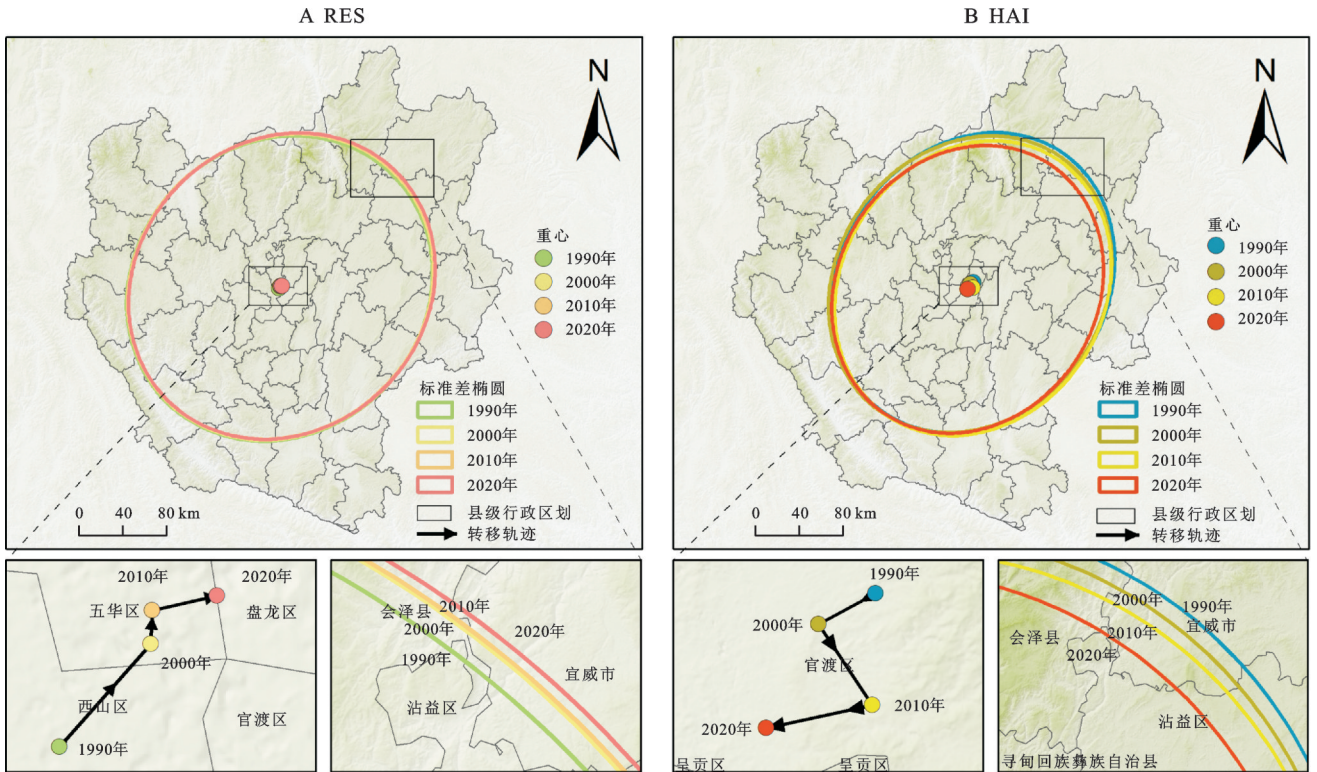 A RES
N
重心
1990年
2000年
2010年
2020年
标准差椭圆
1990年
2000年
2010年
2020年
县级行政区划
转移轨迹
0 40 80 km
B HAI
N
重心
1990年
2000年
2010年
2020年
标准差椭圆
1990年
2000年
2010年
2020年
县级行政区划
转移轨迹
0 40 80 km
2010年
2020年
五华区
盘龙区
2000年
西山区
官渡区
1990年
会泽县
2010年
2000年
2020年
1990年
宜威市
沾益区
1990年
2000年
官渡区
2010年
2020年
呈贡区
呈贡区
2000年
1990年
宜威市
会泽县
2010年
2020年
沾益区
寻甸回族彝族自治县